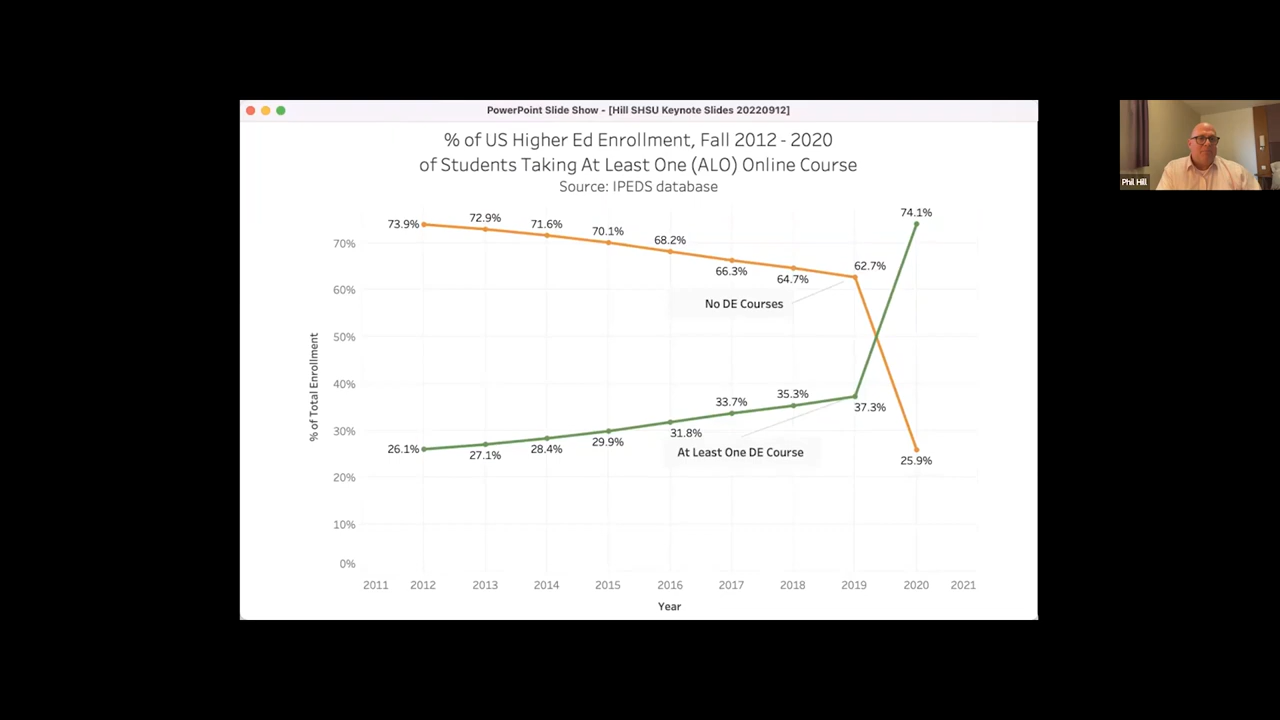 PowerPoint Slide Show - [Hill SHSU Keynote Slides 20220912]
% of US Higher Ed Enrollment, Fall 2012 - 2020
of Students Taking At Least One (ALO) Online Course
Source: IPEDS database
Phil Hill
74.1%
73.9%
72.9%
71.6%
70.1%
68.2%
66.3%
64.7%
62.7%
70%
60%
No DE Courses
50%
40%
% of Total Enrollment
33.7%
35.3%
37.3%
30%
26.1%
27.1%
28.4%
29.9%
31.8%
At Least One DE Course
25.9%
20%
10%
0%
2011 2012 2013 2014 2015 2016 2017 2018 2019 2020 2021
Year